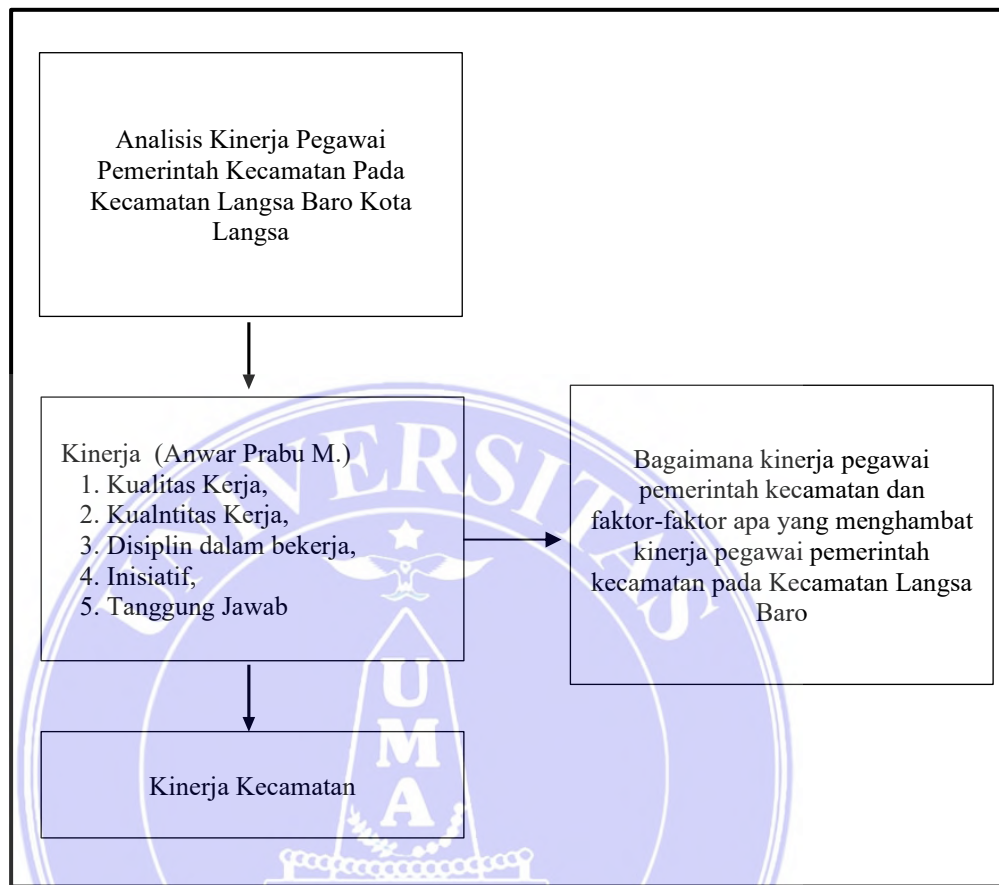 Analisis Kinerja Pegawai
Pemerintah Kecamatan Pada
Kecamatan Langsa Baro Kota
Langsa
Kinerja (Anwar Prabu M.)
1. Kualitas Kerja,
2. Kualntitas Kerja,
3. Disiplin dalam bekerja,
4. Inisiatif,
5. Tanggung Jawab
Bagaimana kinerja pegawai
pemerintah kecamatan dan
faktor-faktor apa yang menghambat
kinerja pegawai pemerintah
kecamatan pada Kecamatan Langsa
Baro
Kinerja Kecamatan
UNIVERSITAS
UMA